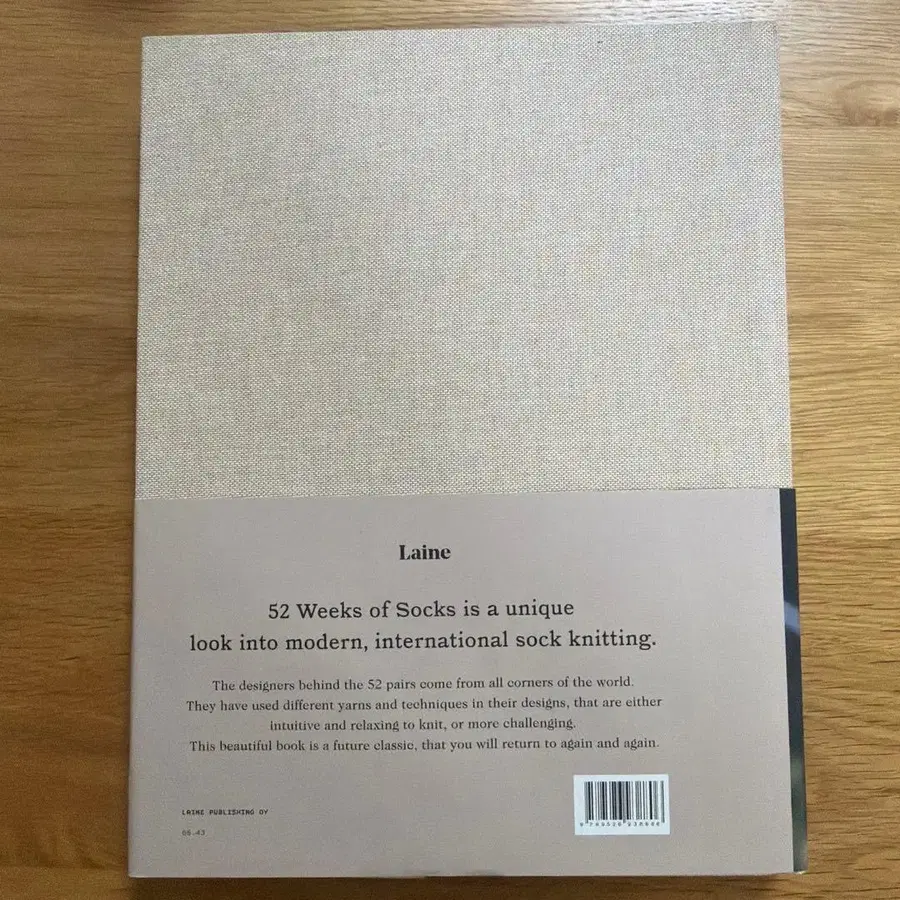 Laine
52 Weeks of Socks is a unique
look into modern, international sock knitting.
The designers behind the 52 pairs come from all corners of the world.
They have used different yarns and techniques in their designs, that are either
intuitive and relaxing to knit, or more challenging.
This beautiful book is a future classic, that you will return to again and again.
LAINE PUBLISHING OY